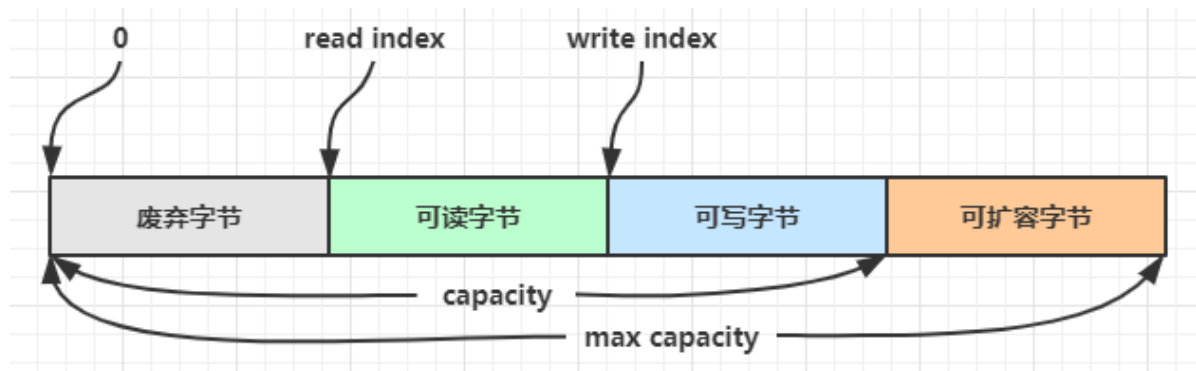 0
read index
write index
废弃字节
可读字节
可写字节
可扩容字节
capacity
max capacity